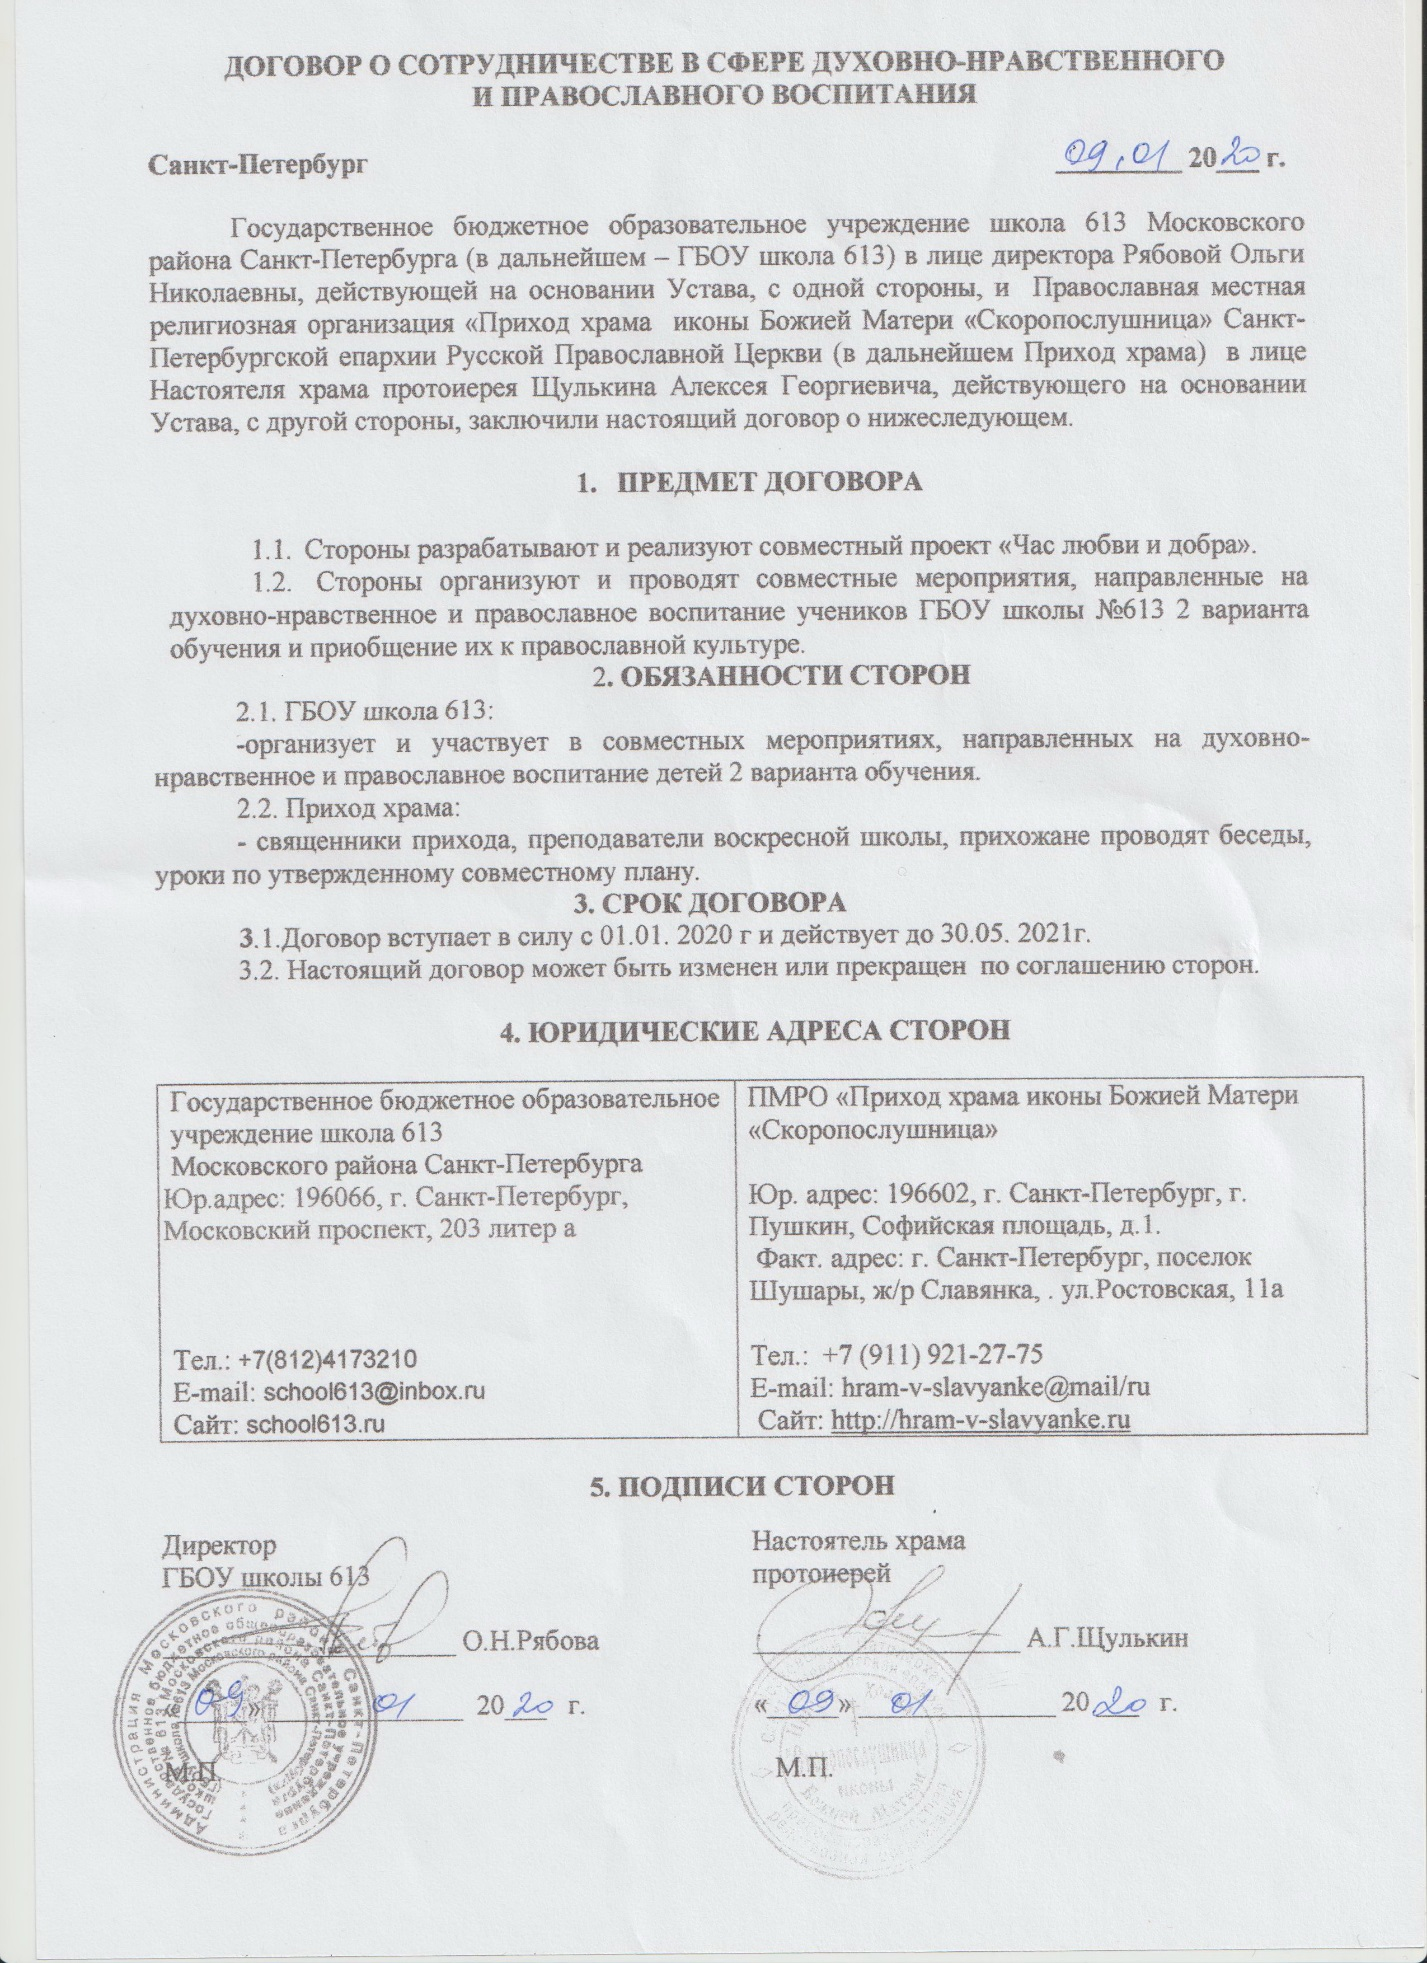 ДОГОВОР О СОТРУДНИЧЕСТВЕ В СФЕРЕ ДУХОВНО-НРАВСТВЕННОГО
И ПРАВОСЛАВНОГО ВОСПИТАНИЯ
Санкт-Петербург 09.01 2020 г.
Государственное бюджетное образовательное учреждение школа 613 Московского
района Санкт-Петербурга (в дальнейшем – ГБОУ школа 613) в лице директора Рябовой Ольги
Николаевны, действующей на основании Устава, с одной стороны, и Православная местная
религиозная организация «Приход храма иконы Божией Матери «Скоропослушница» Санкт-
Петербургской епархии Русской Православной Церкви (в дальнейшем Приход храма) в лице
Настоятеля храма протоиерея Щулькина Алексея Георгиевича, действующего на основании
Устава, с другой стороны, заключили настоящий договор о нижеследующем.
1. ПРЕДМЕТ ДОГОВОРА
1.1. Стороны разрабатывают и реализуют совместный проект «Час любви и добра».
1.2. Стороны организуют и проводят совместные мероприятия, направленные на
духовно-нравственное и православное воспитание учеников ГБОУ школы №613 2 варианта
обучения и приобщение их к православной культуре.
2. ОБЯЗАННОСТИ СТОРОН
2.1. ГБОУ школа 613:
-организует и участвует в совместных мероприятиях, направленных на духовно-
нравственное и православное воспитание детей 2 варианта обучения.
2.2. Приход храма:
- священники прихода, преподаватели воскресной школы, прихожане проводят беседы,
уроки по утвержденному совместному плану.
3. СРОК ДОГОВОРА
3.1.Договор вступает в силу с 01.01. 2020 г и действует до 30.05. 2021г.
3.2. Настоящий договор может быть изменен или прекращен по соглашению сторон.
4. ЮРИДИЧЕСКИЕ АДРЕСА СТОРОН
Государственное бюджетное образовательное
учреждение школа 613
Московского района Санкт-Петербурга
Юр.адрес: 196066, г. Санкт-Петербург,
Московский проспект, 203 литер а
Тел.: +7(812)4173210
E-mail: school613@inbox.ru
Сайт: school613.ru
ПМРО «Приход храма иконы Божией Матери
«Скоропослушница»
Юр. адрес: 196602, г. Санкт-Петербург, г.
Пушкин, Софийская площадь, д.1.
Факт. адрес: г. Санкт-Петербург, поселок
Шушары, ж/р Славянка, . ул.Ростовская, 11а
Тел.: +7 (911) 921-27-75
E-mail: hram-v-slavyanke@mail/ru
Сайт: http://hram-v-slavyanke.ru
5. ПОДПИСИ СТОРОН
Директор
ГБОУ школы 613
О.Н.Рябова
«09» 01 2020 г.
М.П.
Настоятель храма
протоиерей
А.Г.Щулькин
«09» 01 2020 г.
М.П.
Администрация Московского района Санкт-Петербурга
Скоропослушница
иконы
Божией Матери